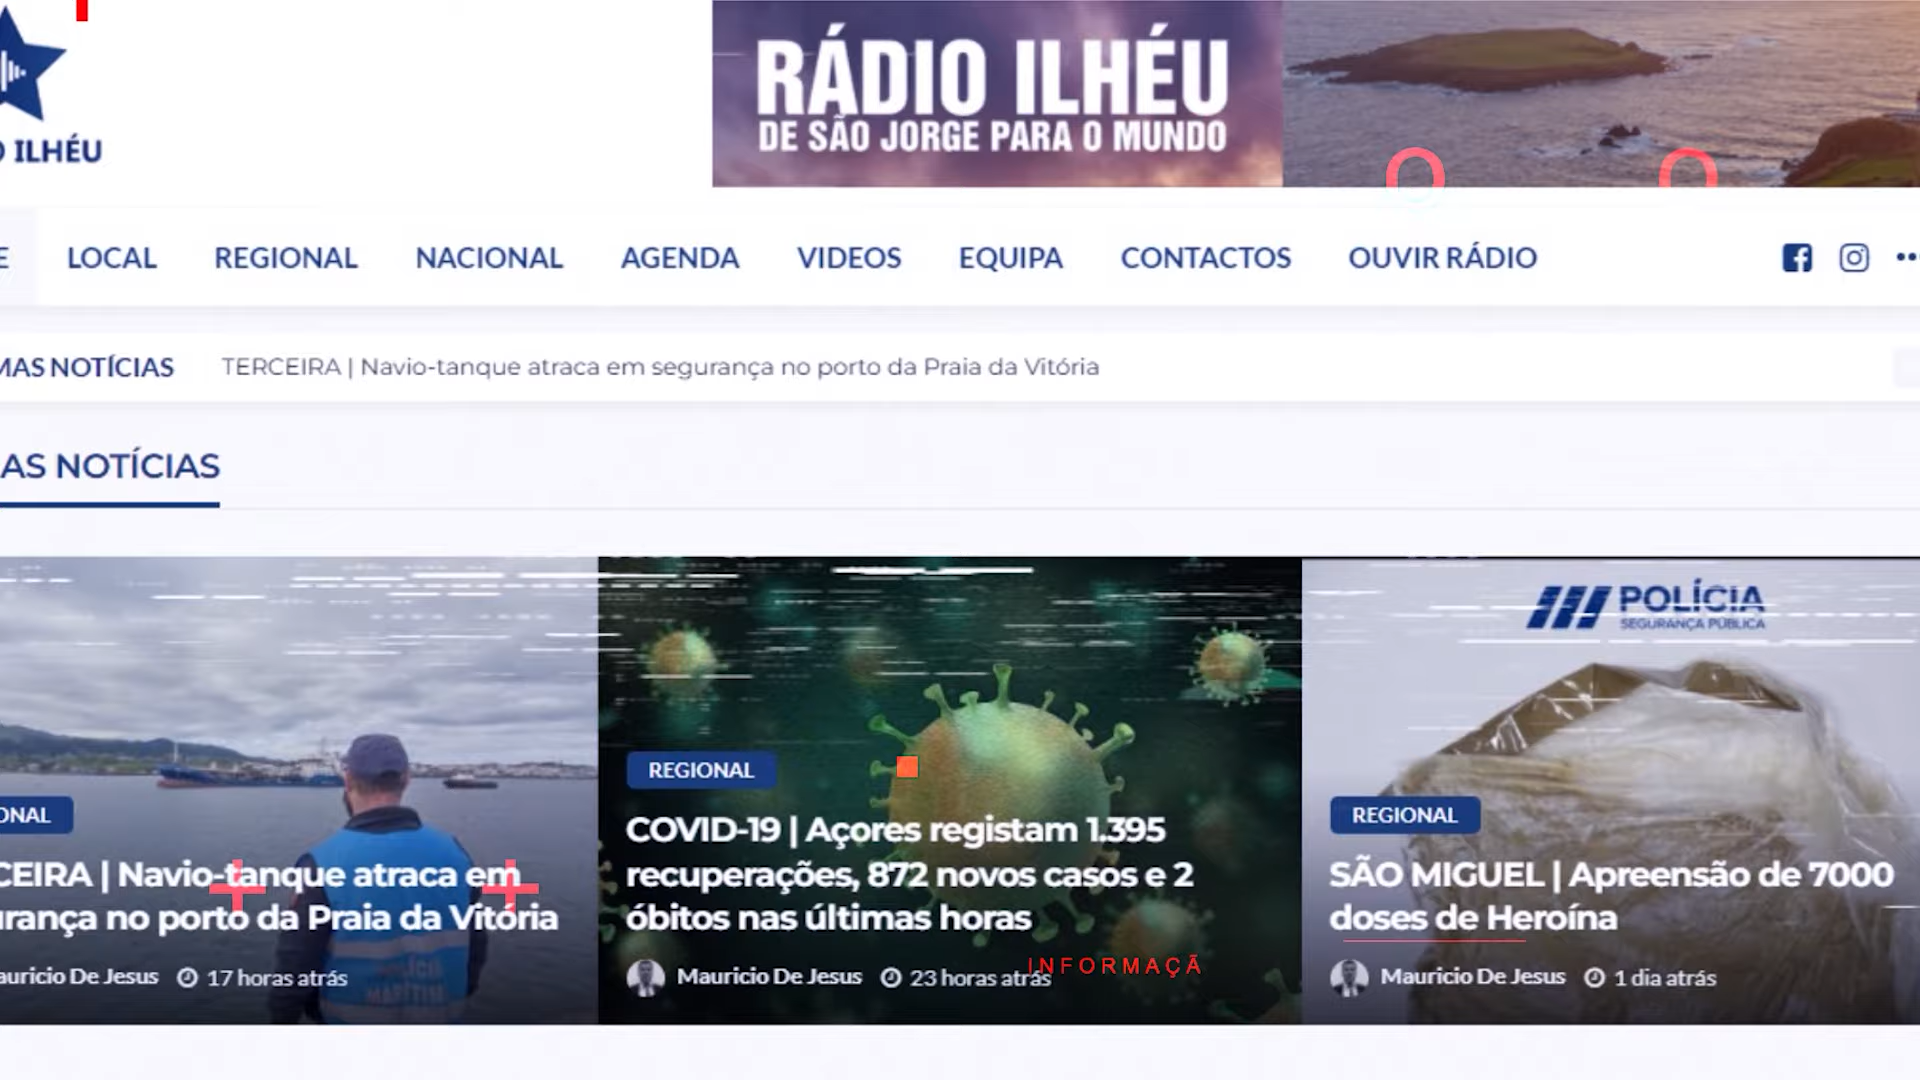 RÁDIO ILHÉU
DE SÃO JORGE PARA O MUNDO
ILHÉU
LOCAL REGIONAL NACIONAL AGENDA VIDEOS EQUIPA CONTACTOS OUVIR RÁDIO
MAS NOTÍCIAS TERCEIRA | Navio-tanque atraca em segurança no porto da Praia da Vitória
AS NOTÍCIAS
ONAL
CEIRA | Navio-tanque atraca em
rança no porto da Praia da Vitória
auricio De Jesus 17 horas atrás
REGIONAL
COVID-19 | Açores registam 1.395
recuperações, 872 novos casos e 2
óbitos nas últimas horas
Mauricio De Jesus 23 horas atrás
INFORMAÇÃ
POLÍCIA
SEGURANÇA PÚBLICA
REGIONAL
SÃO MIGUEL | Apreensão de 7000
doses de Heroína
Mauricio De Jesus 1 dia atrás